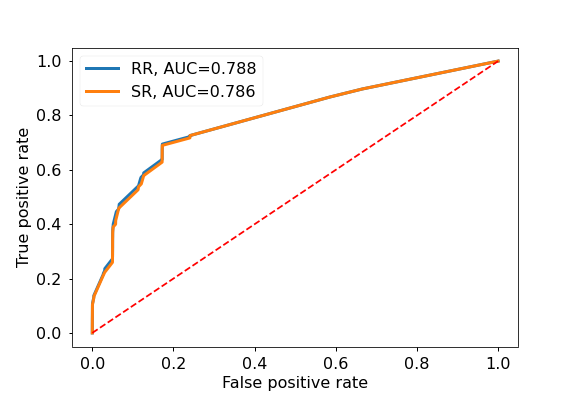 RR, AUC=0.788
SR, AUC=0.786
True positive rate
1.0
0.8
0.6
0.4
0.2
0.0
0.0 0.2 0.4 0.6 0.8 1.0
False positive rate